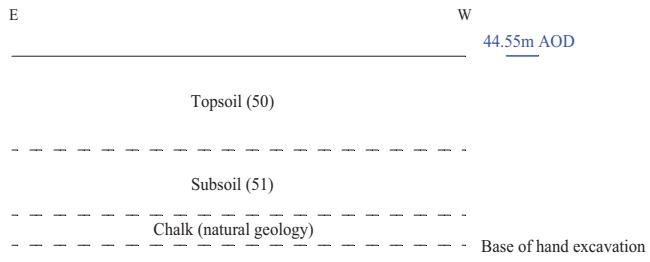 E
W
44.55m AOD
Topsoil (50)
Subsoil (51)
Chalk (natural geology)
Base of hand excavation